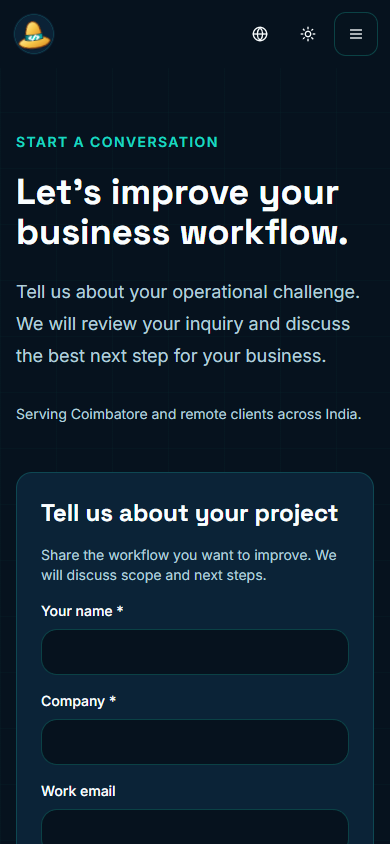 START A CONVERSATION
Let's improve your
business workflow.
Tell us about your operational challenge.
We will review your inquiry and discuss
the best next step for your business.
Serving Coimbatore and remote clients across India.
Tell us about your project
Share the workflow you want to improve. We
will discuss scope and next steps.
Your name *
Company *
Work email